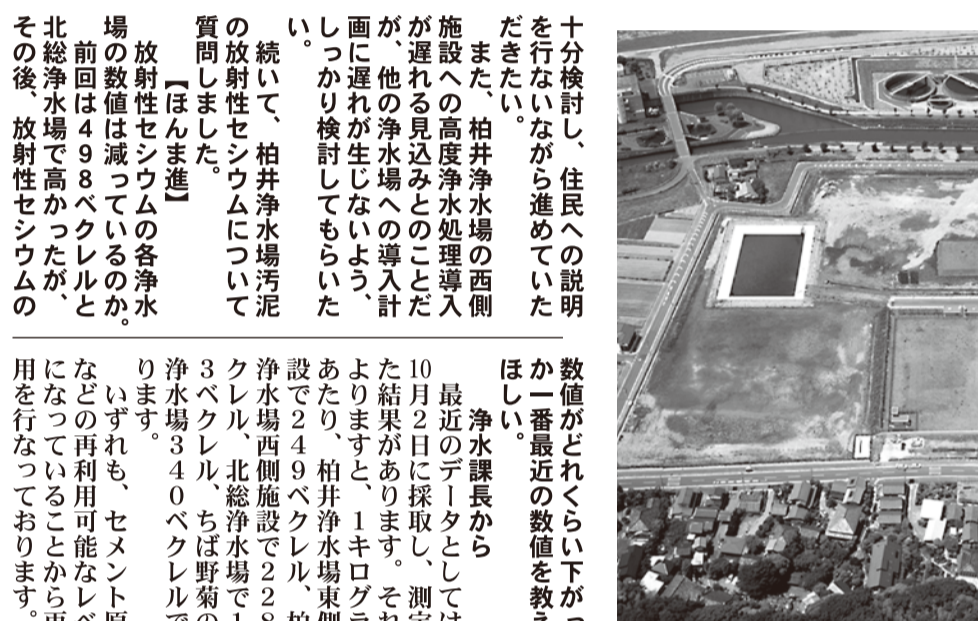 十分検討し、住民への説明
を行ないながら進めていた
だきたい。
また、柏井浄水場の西側
施設への高度浄水処理導入
が遅れる見込みとのことだ
が、他の浄水場への導入計
画に遅れが生じないよう、
しっかり検討してもらいた
い。
続いて、柏井浄水場汚泥
の放射性セシウムについて
質問しました。
【ほんま進】
放射性セシウムの各浄水
場の数値は減っているのか。
前回は498ベクレルと
北総浄水場で高かったが、
その後、放射性セシウムの
数値がどれくらい下がっ
か一番最近の数値を教え
ほしい。
浄水課長から
最近のデータとしては
10月2日に採取し、測定
た結果があります。それ
よりますと、1キログラ
あたり、柏井浄水場東側
設で249ベクレル、柏
浄水場西側施設で228
クレル、北総浄水場で1
3ベクレル、ちば野菊の
浄水場340ベクレルで
ります。
いずれも、セメント原
などの再利用可能なレベ
になっていることから再
用を行なっております。